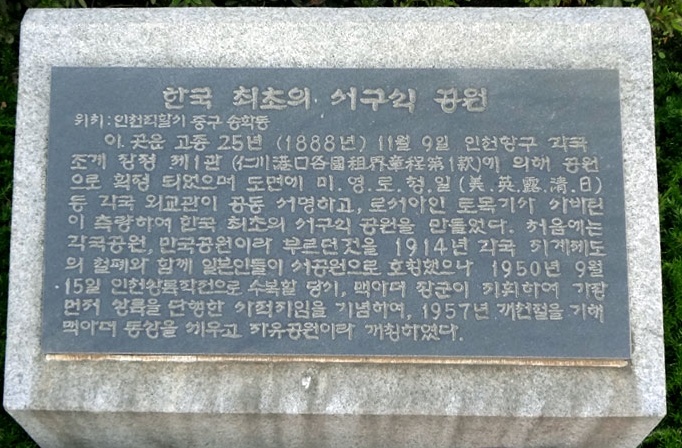 한국 최초의 서구식 공원
위치 : 인천직할시 중구 송학동
이 곳은 고종 25년 (1888년) 11월 9일 인천항구 각국
조계 장정 제1관 (仁川港口各國租界章程第1款)에 의해 공원
으로 획정 되었으며 도면에 미.영.로.청.일 (美.英.露.清.日)
등 각국 외교관이 공동 서명하고, 로서아인 토목기사 사바틴
이 측량하여 한국 최초의 서구식 공원을 만들었다. 처음에는
각국공원, 만국공원이라 부르던것을 1914년 각국 지계제도
의 철폐와 함께 일본인들이 서공원으로 호칭했으나 1950년 9월
15일 인천상륙작전으로 수복할 당시, 맥아더 장군이 지휘하여 가장
먼저 상륙을 단행한 사적지임을 기념하여, 1957년 개천절을 기해
맥아더 동상을 세우고 자유공원이라 개칭하였다.